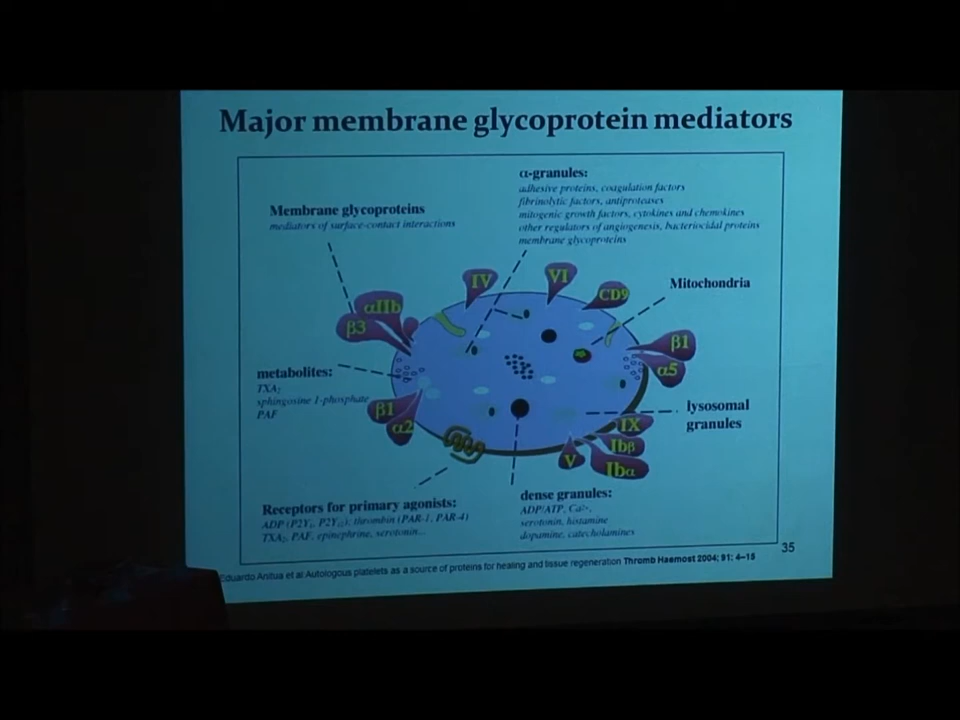 Major membrane glycoprotein mediators
α-granules:
adhesive proteins, coagulation factors
fibrinolytic factors, antiproteases
mitogenic growth factors, cytokines and chemokines
other regulators of angiogenesis, bacteriocidal proteins
membrane glycoproteins
Membrane glycoproteins
mediators of surface-contact interactions
Mitochondria
IV
VI
CD9
αIIb
β3
β1
α5
metabolites:
TXA₂
sphingosine 1-phosphate
PAF
β1
α2
lysosomal
granules
IX
Ibβ
V
Ibα
Receptors for primary agonists:
ADP (P2Y₁, P2Y₁₂), thrombin (PAR-1, PAR-4)
TXA₂, PAF, epinephrine, serotonin...
dense granules:
ADP/ATP, Ca²⁺,
serotonin, histamine
dopamine, catecholamines
35
Eduardo Anitua et al Autologous platelets as a source of proteins for healing and tissue regeneration Thromb Haemost 2004; 91: 4–15